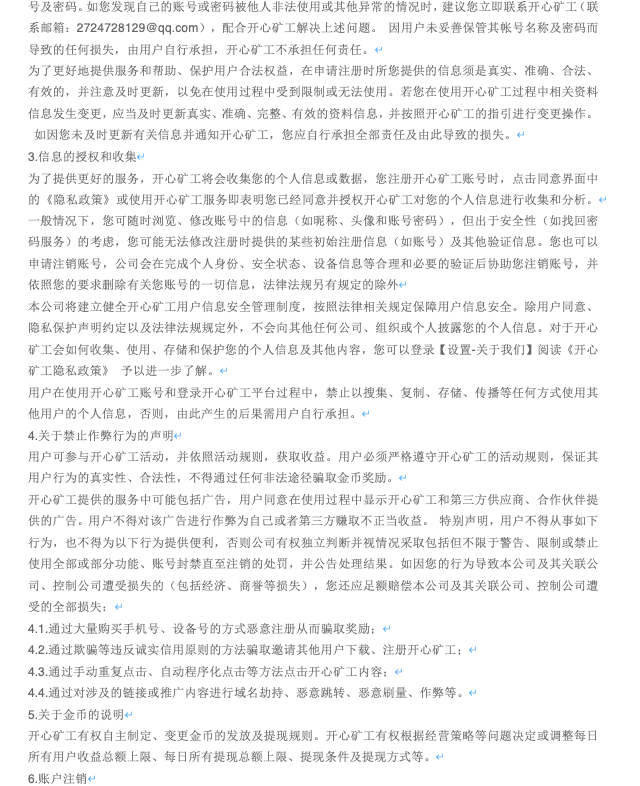 号及密码。如您发现自己的账号或密码被他人非法使用或其他异常的情况时，建议您立即联系开心矿工（联
系邮箱：2724728129@qq.com），配合开心矿工解决上述问题。 因用户未妥善保管其帐号名称及密码而
导致的任何损失，由用户自行承担，开心矿工不承担任何责任。
为了更好地提供服务和帮助、保护用户合法权益，在申请注册时所您提供的信息须是真实、准确、合法、
有效的，并注意及时更新，以免在使用过程中受到限制或无法使用。若您在使用开心矿工过程中相关资料
信息发生变更，应当及时更新真实、准确、完整、有效的资料信息，并按照开心矿工的指引进行变更操作。
如因您未及时更新有关信息并通知开心矿工，您应自行承担全部责任及由此导致的损失。
3.信息的授权和收集
为了提供更好的服务，开心矿工将会收集您的个人信息或数据，您注册开心矿工账号时，点击同意界面中
的《隐私政策》或使用开心矿工服务即表明您已经同意并授权开心矿工对您的个人信息进行收集和分析。
一般情况下，您可随时浏览、修改账号中的信息（如昵称、头像和账号密码），但出于安全性（如找回密
码服务）的考虑，您可能无法修改注册时提供的某些初始注册信息（如账号）及其他验证信息。您也可以
申请注销账号，公司会在完成个人身份、安全状态、设备信息等合理和必要的验证后协助您注销账号，并
依照您的要求删除有关您账号的一切信息，法律法规另有规定的除外
本公司将建立健全开心矿工用户信息安全管理制度，按照法律相关规定保障用户信息安全。除用户同意、
隐私保护声明约定以及法律法规规定外，不会向其他任何公司、组织或个人披露您的个人信息。对于开心
矿工会如何收集、使用、存储和保护您的个人信息及其他内容，您可以登录【设置-关于我们】阅读《开心
矿工隐私政策》 予以进一步了解。
用户在使用开心矿工账号和登录开心矿工平台过程中，禁止以搜集、复制、存储、传播等任何方式使用其
他用户的个人信息，否则，由此产生的后果需用户自行承担。
4.关于禁止作弊行为的声明
用户可参与开心矿工活动，并依照活动规则，获取收益。用户必须严格遵守开心矿工的活动规则，保证其
用户行为的真实性、合法性，不得通过任何非法途径骗取金币奖励。
开心矿工提供的服务中可能包括广告，用户同意在使用过程中显示开心矿工和第三方供应商、合作伙伴提
供的广告。用户不得对该广告进行作弊为自己或者第三方赚取不正当收益。 特别声明，用户不得从事如下
行为，也不得为以下行为提供便利，否则公司有权独立判断并视情况采取包括但不限于警告、限制或禁止
使用全部或部分功能、账号封禁直至注销的处罚，并公告处理结果。如因您的行为导致本公司及其关联公
司、控制公司遭受损失的（包括经济、商誉等损失），您还应足额赔偿本公司及其关联公司、控制公司遭
受的全部损失：
4.1.通过大量购买手机号、设备号的方式恶意注册从而骗取奖励；
4.2.通过欺骗等违反诚实信用原则的方法骗取邀请其他用户下载、注册开心矿工；
4.3.通过手动重复点击、自动程序化点击等方法点击开心矿工内容；
4.4.通过对涉及的链接或推广内容进行域名劫持、恶意跳转、恶意刷量、作弊等。
5.关于金币的说明
开心矿工有权自主制定、变更金币的发放及提现规则。开心矿工有权根据经营策略等问题决定或调整每日
所有用户收益总额上限、每日所有提现总额上限、提现条件及提现方式等。
6.账户注销